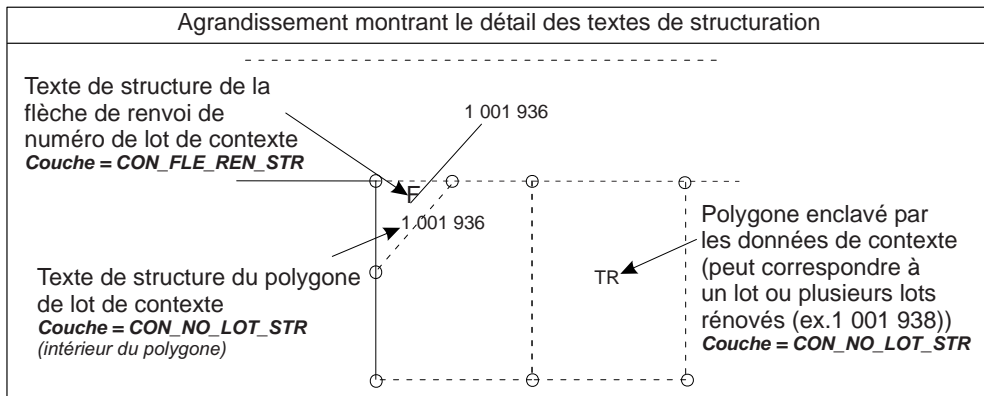 Agrandissement montrant le détail des textes de structuration
Texte de structure de la
flèche de renvoi de
numéro de lot de contexte
Couche = CON_FLE_REN_STR
1 001 936
F
1 001 936
Texte de structure du polygone
de lot de contexte
Couche = CON_NO_LOT_STR
(intérieur du polygone)
TR
Polygone enclavé par
les données de contexte
(peut correspondre à
un lot ou plusieurs lots
rénovés (ex.1 001 938))
Couche = CON_NO_LOT_STR